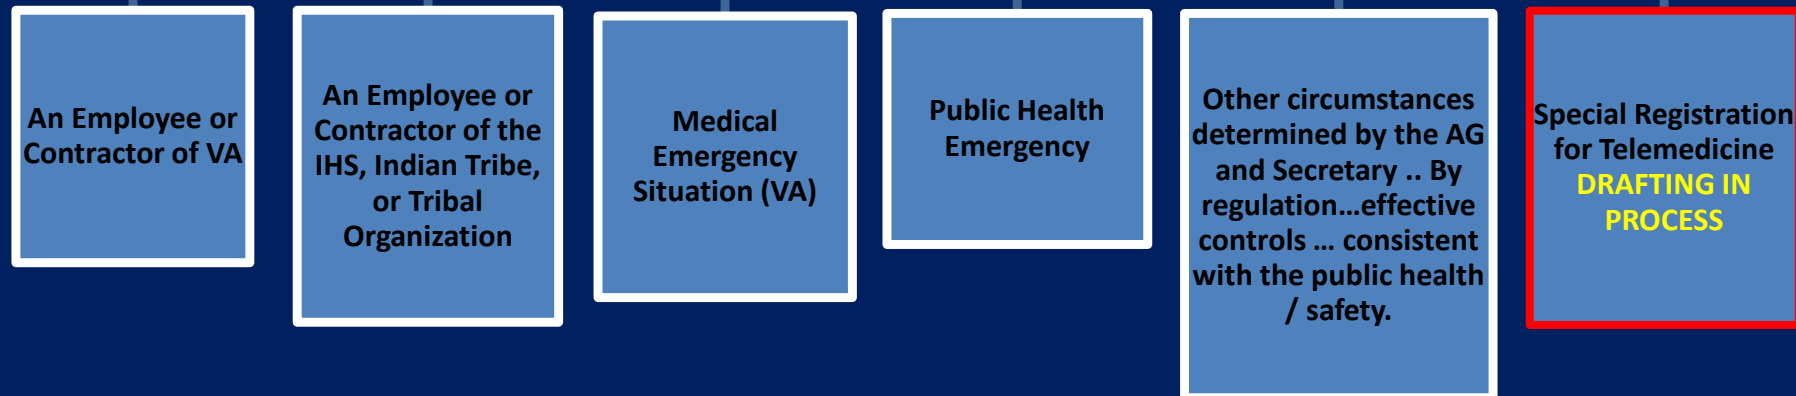 An Employee or
Contractor of VA
An Employee or
Contractor of the
IHS, Indian Tribe,
or Tribal
Organization
Medical
Emergency
Situation (VA)
Public Health
Emergency
Other circumstances
determined by the AG
and Secretary .. By
regulation...effective
controls ... consistent
with the public health
/ safety.
Special Registration
for Telemedicine
DRAFTING IN
PROCESS